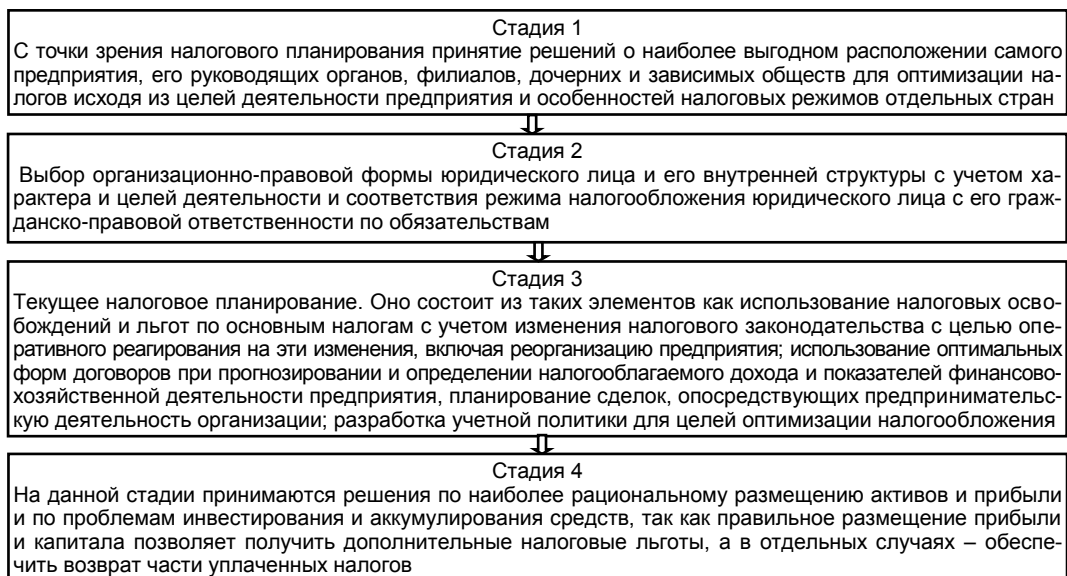 Стадия 1
С точки зрения налогового планирования принятие решений о наиболее выгодном расположении самого
предприятия, его руководящих органов, филиалов, дочерних и зависимых обществ для оптимизации на-
логов исходя из целей деятельности предприятия и особенностей налоговых режимов отдельных стран
Стадия 2
Выбор организационно-правовой формы юридического лица и его внутренней структуры с учетом ха-
рактера и целей деятельности и соответствия режима налогообложения юридического лица с его граж-
данско-правовой ответственности по обязательствам
Стадия 3
Текущее налоговое планирование. Оно состоит из таких элементов как использование налоговых осво-
бождений и льгот по основным налогам с учетом изменения налогового законодательства с целью опе-
ративного реагирования на эти изменения, включая реорганизацию предприятия; использование оптимальных
форм договоров при прогнозировании и определении налогооблагаемого дохода и показателей финансово-
хозяйственной деятельности предприятия, планирование сделок, опосредствующих предпринимательс-
кую деятельность организации; разработка учетной политики для целей оптимизации налогообложения
Стадия 4
На данной стадии принимаются решения по наиболее рациональному размещению активов и прибыли
и по проблемам инвестирования и аккумулирования средств, так как правильное размещение прибыли
и капитала позволяет получить дополнительные налоговые льготы, а в отдельных случаях – обеспе-
чить возврат части уплаченных налогов